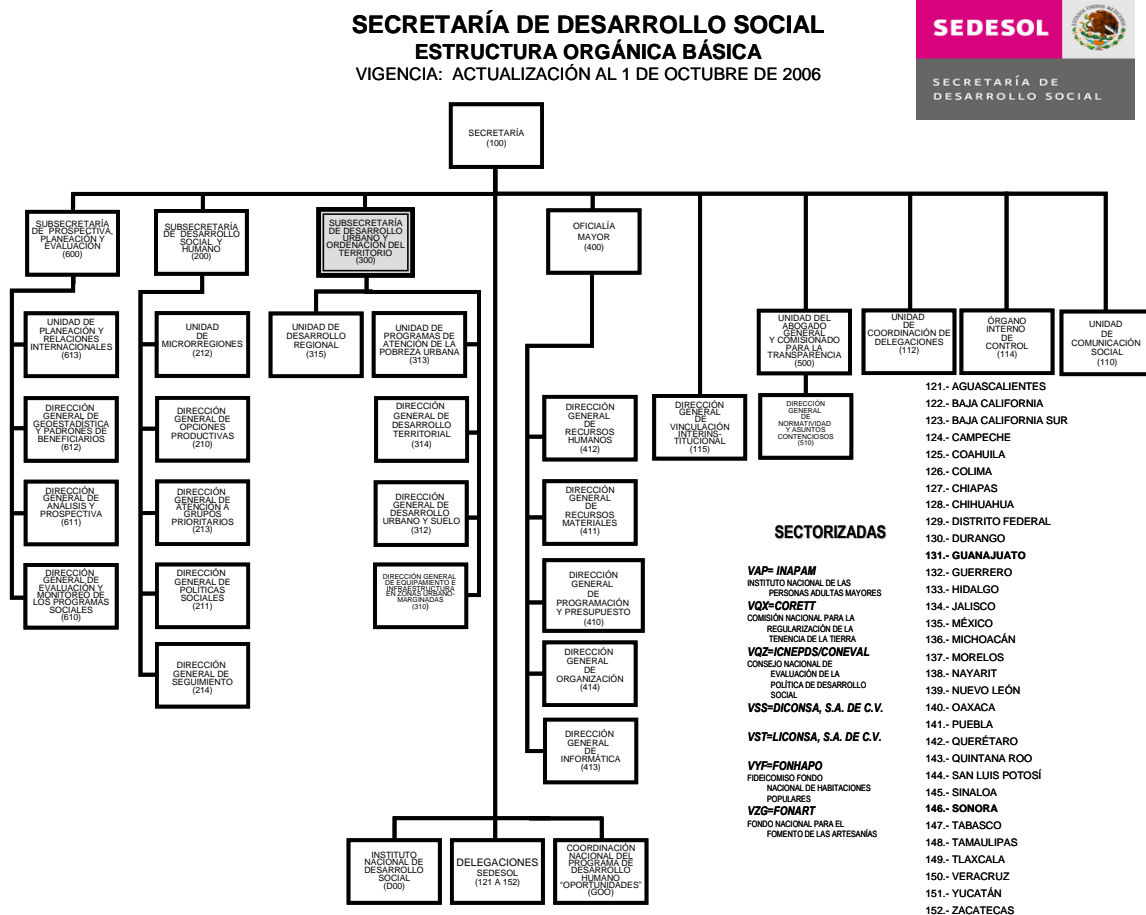 SECRETARÍA DE DESARROLLO SOCIAL
ESTRUCTURA ORGÁNICA BÁSICA
VIGENCIA: ACTUALIZACIÓN AL 1 DE OCTUBRE DE 2006
SEDESOL
ESTADOS UNIDOS MEXICANOS
SECRETARÍA DE
DESARROLLO SOCIAL
SECRETARÍA
(100)
SUBSECRETARÍA
DE PROSPECTIVA,
PLANEACIÓN Y
EVALUACIÓN
(600)
SUBSECRETARÍA
DE DESARROLLO
SOCIAL Y
HUMANO
(200)
SUBSECRETARÍA
DE DESARROLLO
URBANO Y
ORDENACIÓN DEL
TERRITORIO
(300)
OFICIALÍA
MAYOR
(400)
UNIDAD DE
PLANEACIÓN Y
RELACIONES
INTERNACIONALES
(613)
UNIDAD
DE
MICRORREGIONES
(212)
UNIDAD DE
DESARROLLO
REGIONAL
(315)
UNIDAD DE
PROGRAMAS DE
ATENCIÓN DE LA
POBREZA URBANA
(313)
UNIDAD DEL
ABOGADO
GENERAL
Y COMISIONADO
PARA LA
TRANSPARENCIA
(500)
UNIDAD
DE
COORDINACIÓN DE
DELEGACIONES
(112)
ÓRGANO
INTERNO
DE
CONTROL
(114)
UNIDAD
DE
COMUNICACIÓN
SOCIAL
(110)
DIRECCIÓN
GENERAL DE
GEOESTADÍSTICA
Y PADRONES DE
BENEFICIARIOS
(612)
DIRECCIÓN
GENERAL DE
OPCIONES
PRODUCTIVAS
(210)
DIRECCIÓN
GENERAL DE
DESARROLLO
TERRITORIAL
(314)
DIRECCIÓN
GENERAL
DE
RECURSOS
HUMANOS
(412)
DIRECCIÓN
GENERAL
DE
VINCULACIÓN
INTERINS-
TITUCIONAL
(115)
DIRECCIÓN
GENERAL
DE
NORMATIVIDAD
Y ASUNTOS
CONTENCIOSOS
(510)
DIRECCIÓN
GENERAL DE
ANÁLISIS Y
PROSPECTIVA
(611)
DIRECCIÓN
GENERAL DE
ATENCIÓN A
GRUPOS
PRIORITARIOS
(213)
DIRECCIÓN
GENERAL DE
DESARROLLO
URBANO Y SUELO
(312)
DIRECCIÓN
GENERAL
DE
RECURSOS
MATERIALES
(411)
DIRECCIÓN
GENERAL DE
EVALUACIÓN Y
MONITOREO DE
LOS PROGRAMAS
SOCIALES
(610)
DIRECCIÓN
GENERAL DE
POLÍTICAS
SOCIALES
(211)
DIRECCIÓN GENERAL
DE EQUIPAMIENTO E
INFRAESTRUCTURA
EN ZONAS URBANO-
MARGINADAS
(310)
DIRECCIÓN
GENERAL
DE
PROGRAMACIÓN
Y PRESUPUESTO
(410)
DIRECCIÓN
GENERAL DE
SEGUIMIENTO
(214)
DIRECCIÓN
GENERAL
DE
ORGANIZACIÓN
(414)
DIRECCIÓN
GENERAL
DE
INFORMÁTICA
(413)
INSTITUTO
NACIONAL DE
DESARROLLO
SOCIAL
(D00)
DELEGACIONES
SEDESOL
(121 A 152)
COORDINACIÓN
NACIONAL DEL
PROGRAMA DE
DESARROLLO
HUMANO
"OPORTUNIDADES"
(GOO)
SECTORIZADAS
VAP= INAPAM
INSTITUTO NACIONAL DE LAS
PERSONAS ADULTAS MAYORES
VQX=CORETT
COMISIÓN NACIONAL PARA LA
REGULARIZACIÓN DE LA
TENENCIA DE LA TIERRA
VQZ=ICNEPDS/CONEVAL
CONSEJO NACIONAL DE
EVALUACIÓN DE LA
POLÍTICA DE DESARROLLO
SOCIAL
VSS=DICONSA, S.A. DE C.V.
VST=LICONSA, S.A. DE C.V.
VYF=FONHAPO
FIDEICOMISO FONDO
NACIONAL DE HABITACIONES
POPULARES
VZG=FONART
FONDO NACIONAL PARA EL
FOMENTO DE LAS ARTESANÍAS
121.- AGUASCALIENTES
122.- BAJA CALIFORNIA
123.- BAJA CALIFORNIA SUR
124.- CAMPECHE
125.- COAHUILA
126.- COLIMA
127.- CHIAPAS
128.- CHIHUAHUA
129.- DISTRITO FEDERAL
130.- DURANGO
131.- GUANAJUATO
132.- GUERRERO
133.- HIDALGO
134.- JALISCO
135.- MÉXICO
136.- MICHOACÁN
137.- MORELOS
138.- NAYARIT
139.- NUEVO LEÓN
140.- OAXACA
141.- PUEBLA
142.- QUERÉTARO
143.- QUINTANA ROO
144.- SAN LUIS POTOSÍ
145.- SINALOA
146.- SONORA
147.- TABASCO
148.- TAMAULIPAS
149.- TLAXCALA
150.- VERACRUZ
151.- YUCATÁN
152.- ZACATECAS